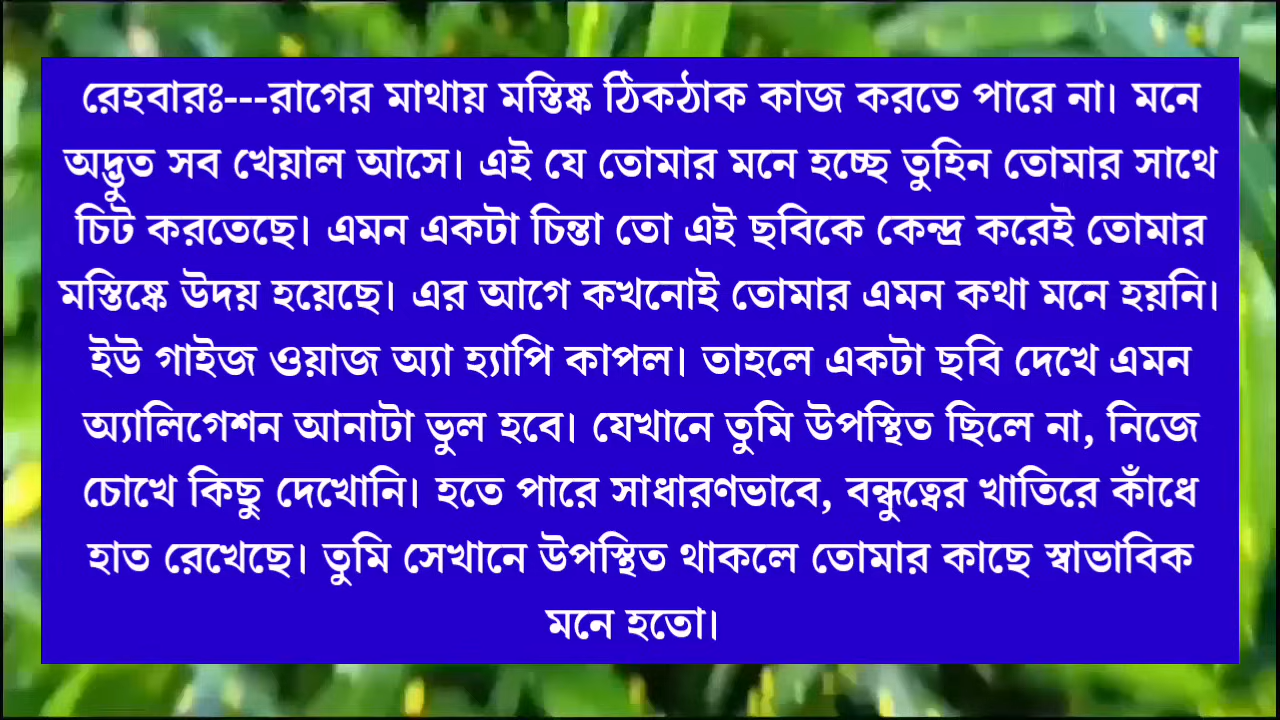 রেহবারঃ---রাগের মাথায় মস্তিষ্ক ঠিকঠাক কাজ করতে পারে না। মনে
অদ্ভুত সব খেয়াল আসে। এই যে তোমার মনে হচ্ছে তুহিন তোমার সাথে
চিট করতেছে। এমন একটা চিন্তা তো এই ছবিকে কেন্দ্র করেই তোমার
মস্তিষ্কে উদয় হয়েছে। এর আগে কখনোই তোমার এমন কথা মনে হয়নি।
ইউ গাইজ ওয়াজ অ্যা হ্যাপি কাপল। তাহলে একটা ছবি দেখে এমন
অ্যালিগেশন আনাটা ভুল হবে। যেখানে তুমি উপস্থিত ছিলে না, নিজে
চোখে কিছু দেখোনি। হতে পারে সাধারণভাবে, বন্ধুত্বের খাতিরে কাঁধে
হাত রেখেছে। তুমি সেখানে উপস্থিত থাকলে তোমার কাছে স্বাভাবিক
মনে হতো।